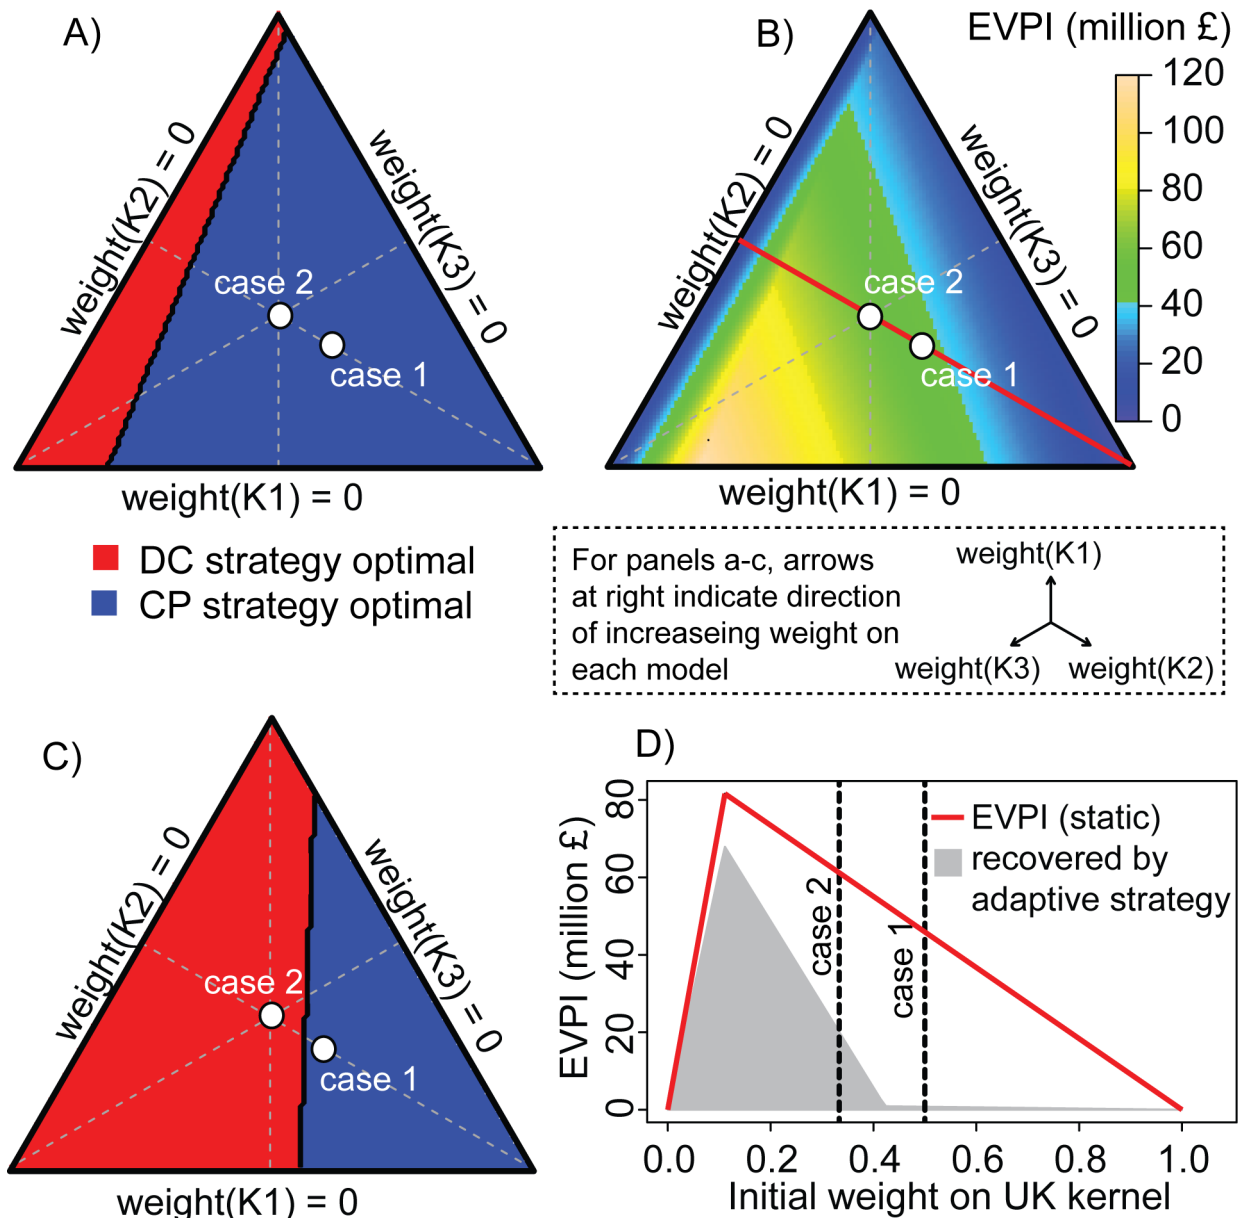 A)
weight(K2) = 0
weight(K3) = 0
case 2
case 1
weight(K1) = 0
DC strategy optimal
CP strategy optimal
B)
EVPI (million £)
120
100
80
60
40
20
0
weight(K2) = 0
weight(K3) = 0
case 2
case 1
weight(K1) = 0
For panels a-c, arrows
at right indicate direction
of increaseing weight on
each model
weight(K1)
weight(K3)
weight(K2)
C)
weight(K2) = 0
weight(K3) = 0
case 2
case 1
weight(K1) = 0
D)
EVPI (million £)
80
60
40
20
0
EVPI (static)
recovered by
adaptive strategy
case 2
case 1
0.0 0.2 0.4 0.6 0.8 1.0
Initial weight on UK kernel